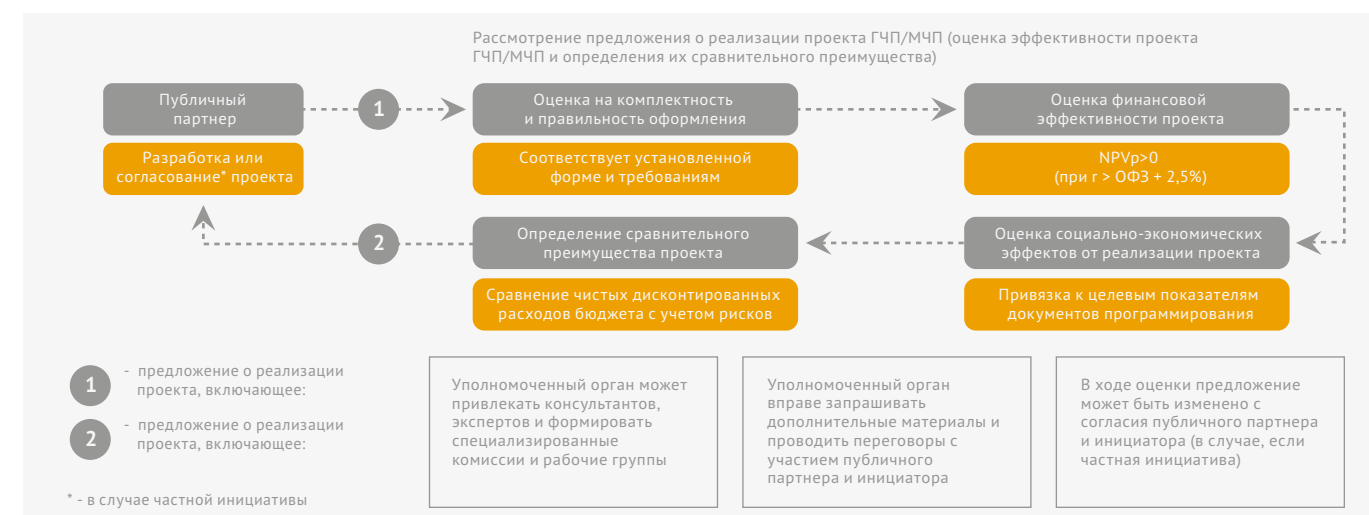 Рассмотрение предложения о реализации проекта ГЧП/МЧП (оценка эффективности проекта
ГЧП/МЧП и определения их сравнительного преимущества)
Публичный
партнер
1
Оценка на комплектность
и правильность оформления
Оценка финансовой
эффективности проекта
Разработка или
согласование* проекта
Соответствует установленной
форме и требованиям
NPVp>0
(при r > ОФЗ + 2,5%)
2
Определение сравнительного
преимущества проекта
Оценка социально-экономических
эффектов от реализации проекта
Сравнение чистых дисконтированных
расходов бюджета с учетом рисков
Привязка к целевым показателям
документов программирования
1
- предложение о реализации
проекта, включающее:
2
- предложение о реализации
проекта, включающее:
* - в случае частной инициативы
Уполномоченный орган может
привлекать консультантов,
экспертов и формировать
специализированные
комиссии и рабочие группы
Уполномоченный орган
вправе запрашивать
дополнительные материалы и
проводить переговоры с
участием публичного
партнера и инициатора
В ходе оценки предложение
может быть изменено с
согласия публичного партнера
и инициатора (в случае, если
частная инициатива)